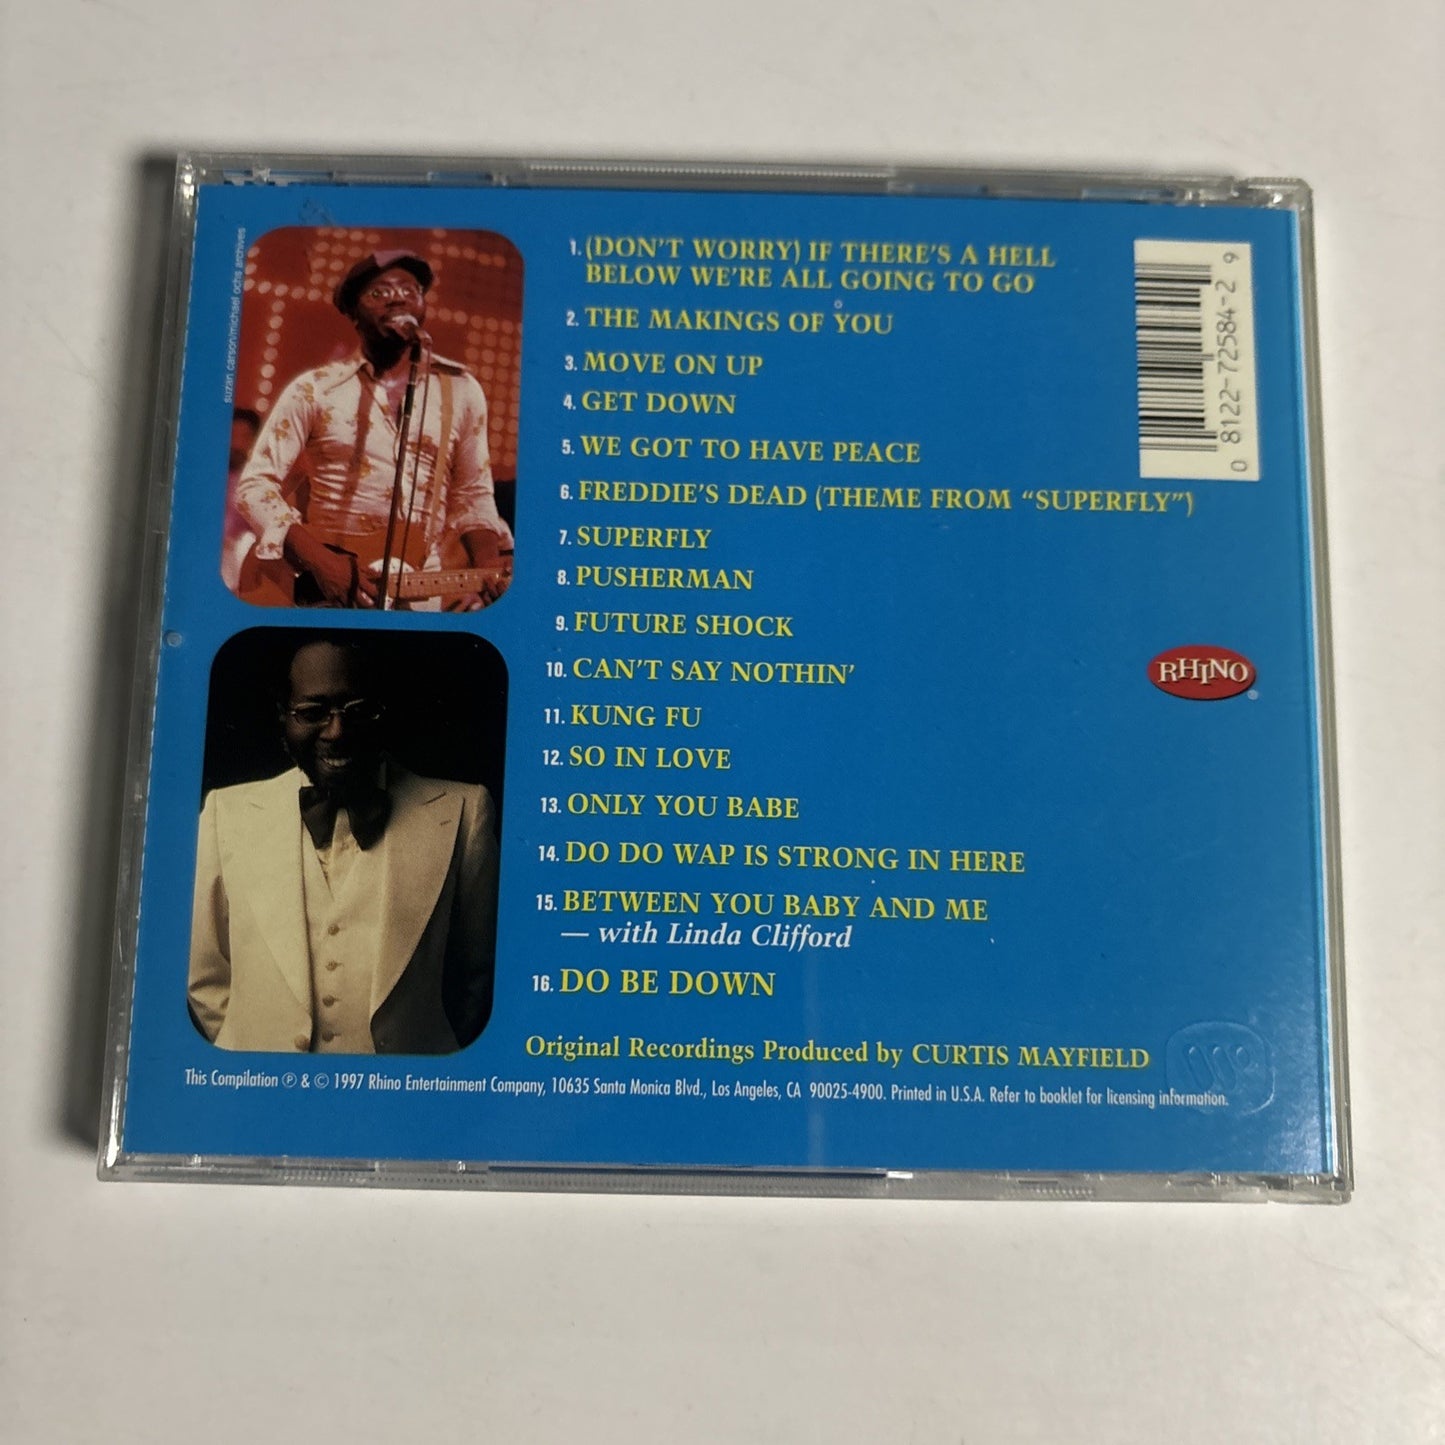 suzan carson/michael ochs archives
1. (DON'T WORRY) IF THERE'S A HELL
BELOW WE'RE ALL GOING TO GO
2. THE MAKINGS OF YOU
3. MOVE ON UP
4. GET DOWN
5. WE GOT TO HAVE PEACE
6. FREDDIE'S DEAD (THEME FROM “SUPERFLY”)
7. SUPERFLY
8. PUSHERMAN
9. FUTURE SHOCK
10. CAN'T SAY NOTHIN'
11. KUNG FU
12. SO IN LOVE
13. ONLY YOU BABE
14. DO DO WAP IS STRONG IN HERE
15. BETWEEN YOU BABY AND ME
— with Linda Clifford
16. DO BE DOWN
0 8122-72584-2 9
RHINO®
Original Recordings Produced by CURTIS MAYFIELD
This Compilation ℗ & © 1997 Rhino Entertainment Company, 10635 Santa Monica Blvd., Los Angeles, CA 90025-4900. Printed in U.S.A. Refer to booklet for licensing information.